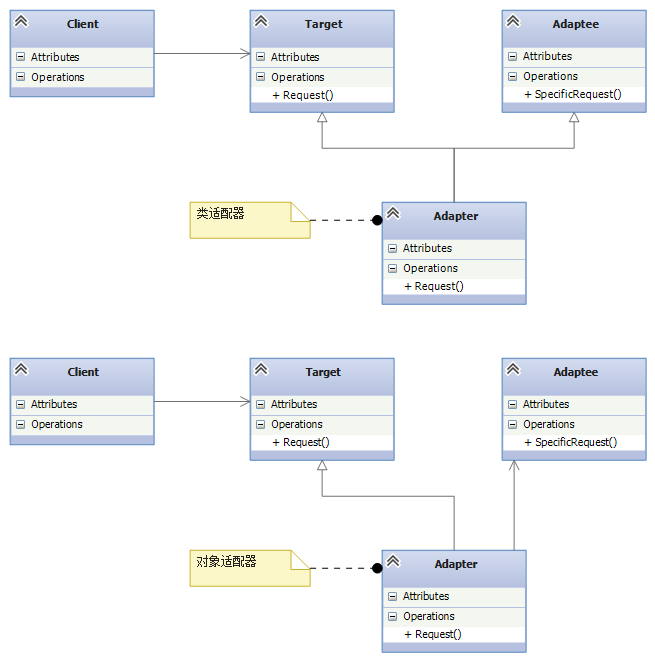 Client
Attributes
Operations
Target
Attributes
Operations
+ Request()
Adaptee
Attributes
Operations
+ SpecificRequest()
类适配器
Adapter
Attributes
Operations
+ Request()
Client
Attributes
Operations
Target
Attributes
Operations
+ Request()
Adaptee
Attributes
Operations
+ SpecificRequest()
对象适配器
Adapter
Attributes
Operations
+ Request()